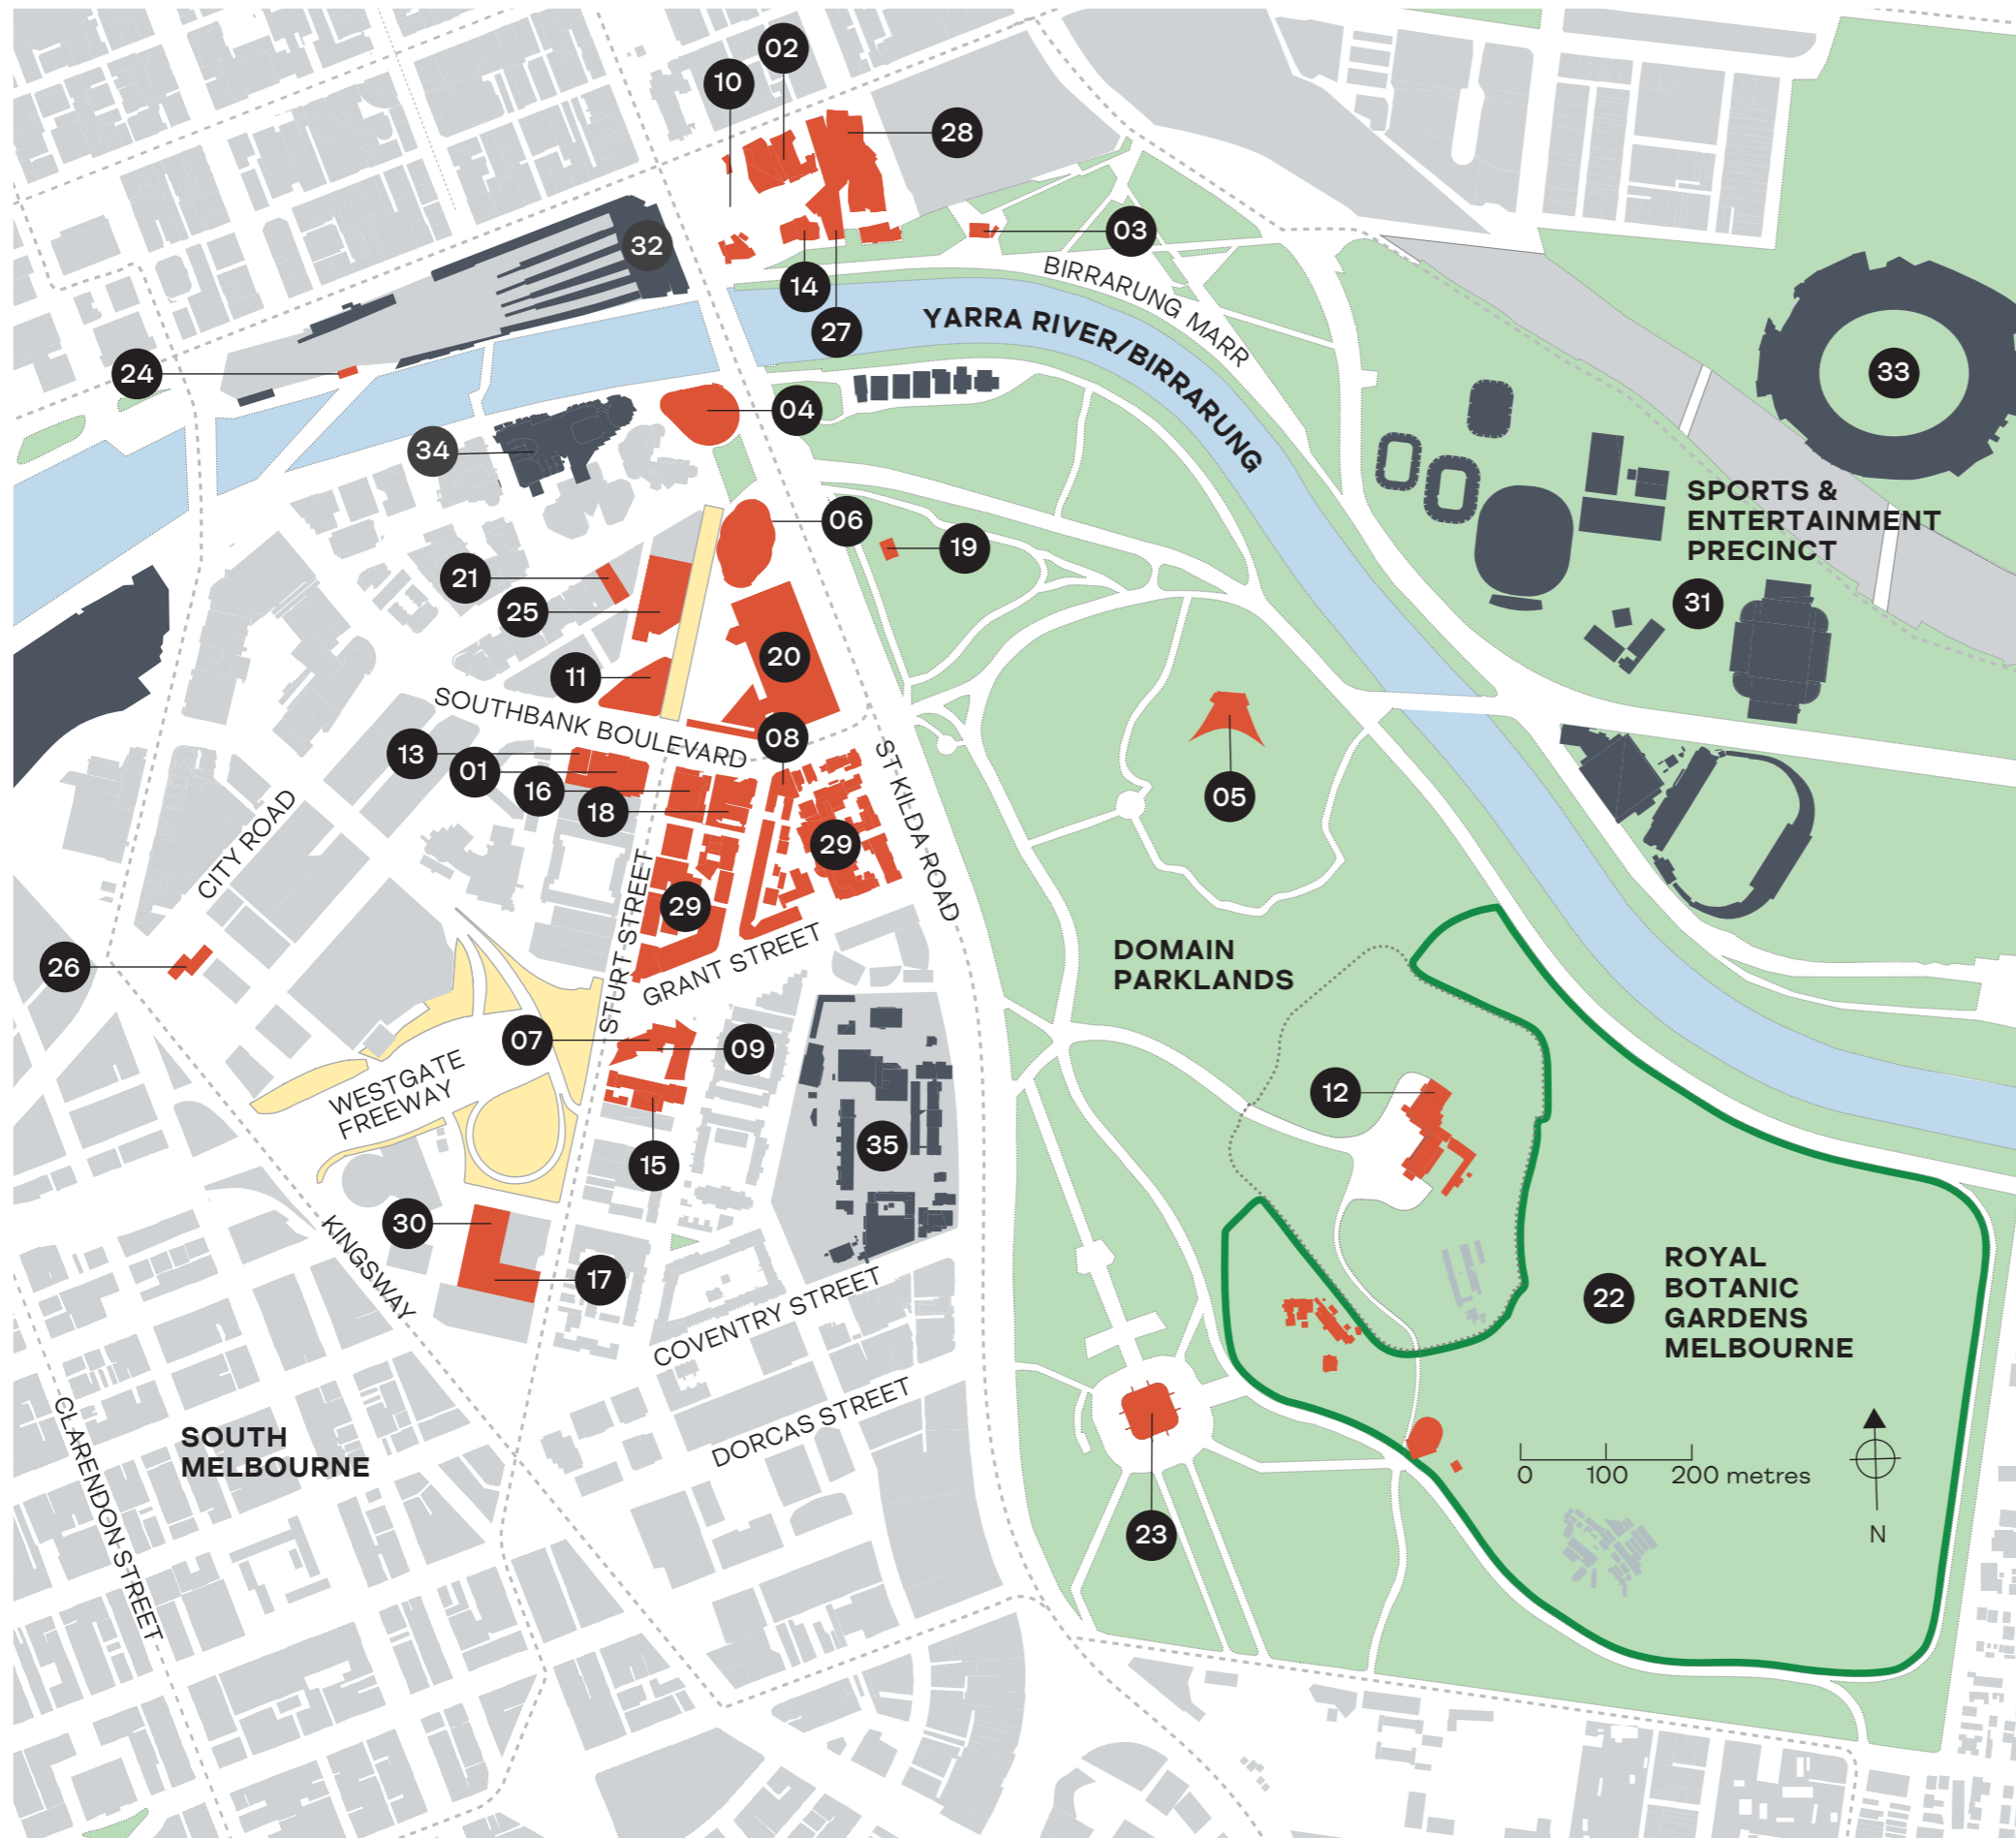 02
10
28
03
32
14
27
BIRRARUNG MARR
YARRA RIVER/BIRRARUNG
24
33
04
34
SPORTS &
ENTERTAINMENT
PRECINCT
06
19
21
25
31
20
11
SOUTHBANK BOULEVARD
08
13
01
16
18
05
ST KILDA ROAD
CITY ROAD
29
29
STURT STREET
GRANT STREET
26
DOMAIN
PARKLANDS
07
09
WESTGATE
FREEWAY
12
15
35
30
KINGSWAY
17
COVENTRY STREET
22
ROYAL
BOTANIC
GARDENS
MELBOURNE
DORCAS STREET
CLARENDON STREET
SOUTH
MELBOURNE
0 100 200 metres
N
23